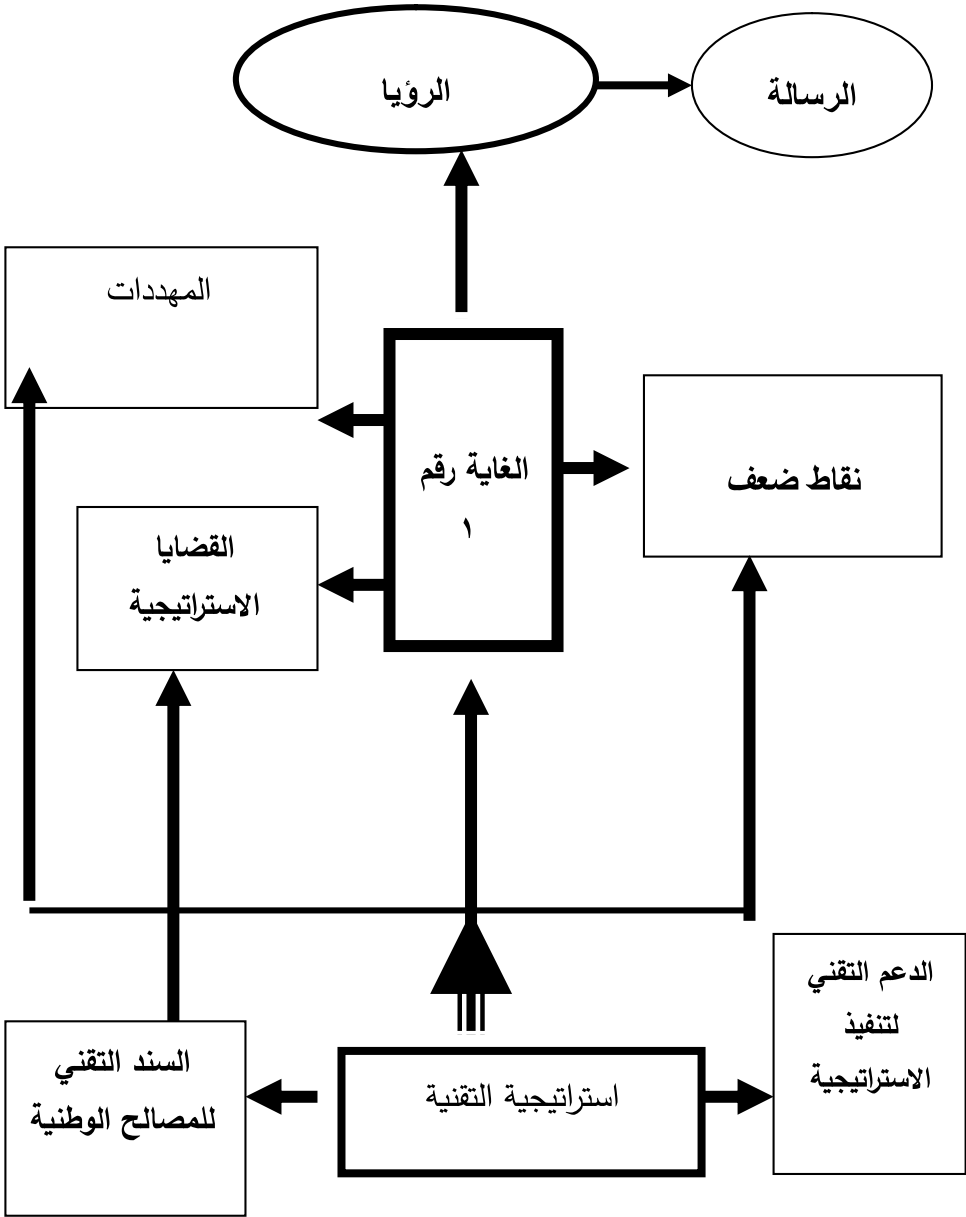 الرؤيا
الرسالة
المهددات
الغاية رقم
١
نقاط ضعف
القضايا
الاستراتيجية
الدعم التقني
لتنفيذ
الاستراتيجية
السند التقني
للمصالح الوطنية
استراتيجية التقنية